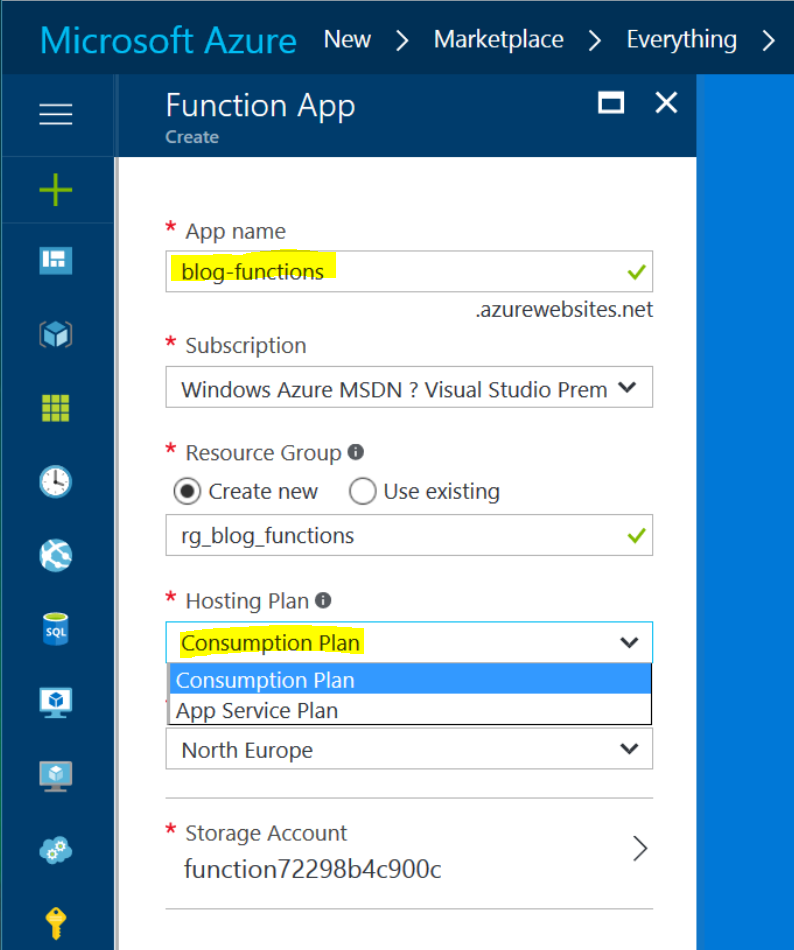 Microsoft Azure New > Marketplace > Everything >
Function App
Create
* App name
blog-functions
.azurewebsites.net
* Subscription
Windows Azure MSDN ? Visual Studio Prem
* Resource Group
Create new Use existing
rg_blog_functions
* Hosting Plan
Consumption Plan
Consumption Plan
App Service Plan
North Europe
* Storage Account
function72298b4c900c
SQL